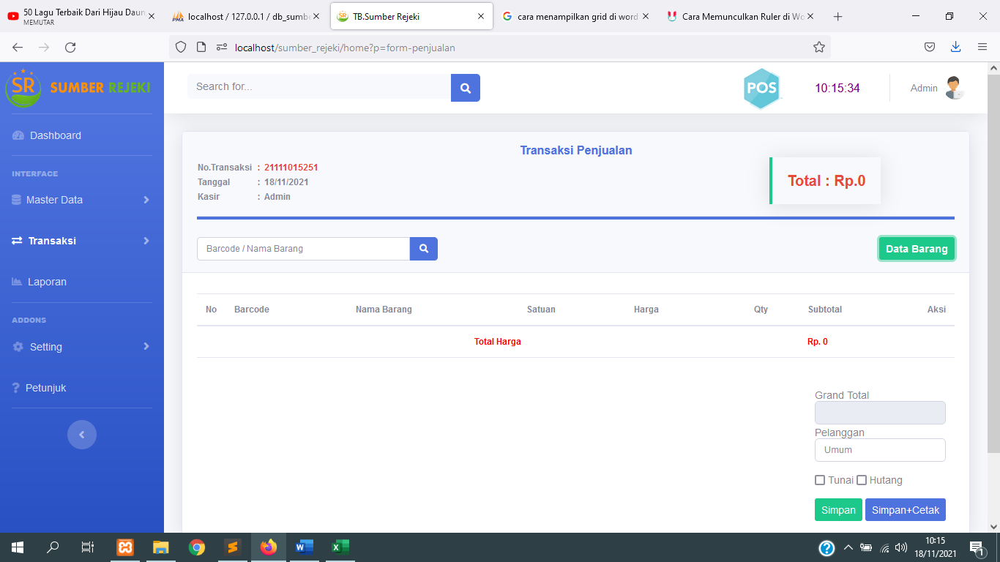 50 Lagu Terbaik Dari Hijau Daun
MEMUTAR
localhost / 127.0.0.1 / db_sumbe
TB.Sumber Rejeki
cara menampilkan grid di word
Cara Memunculkan Ruler di Wo
localhost/sumber_rejeki/home?p=form-penjualan
SR SUMBER REJEKI
Search for...
POS
10:15:34
Admin
Dashboard
INTERFACE
Master Data
Transaksi
Laporan
ADDONS
Setting
Petunjuk
Transaksi Penjualan
No.Transaksi : 21111015251
Tanggal : 18/11/2021
Kasir : Admin
Total : Rp.0
Barcode / Nama Barang
Data Barang
No Barcode Nama Barang Satuan Harga Qty Subtotal Aksi
Total Harga Rp. 0
Grand Total
Pelanggan
Umum
Tunai Hutang
Simpan Simpan+Cetak
10:15
18/11/2021
1